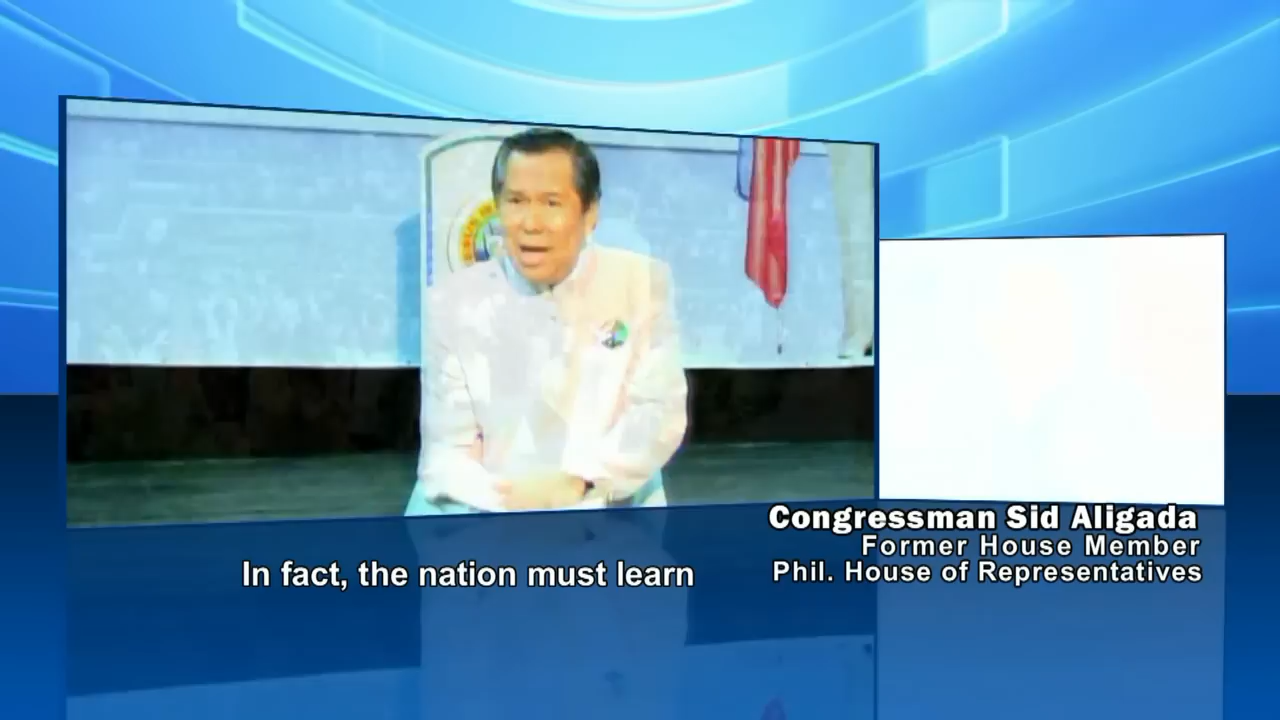 In fact, the nation must learn
Congressman Sid Aligada
Former House Member
Phil. House of Representatives